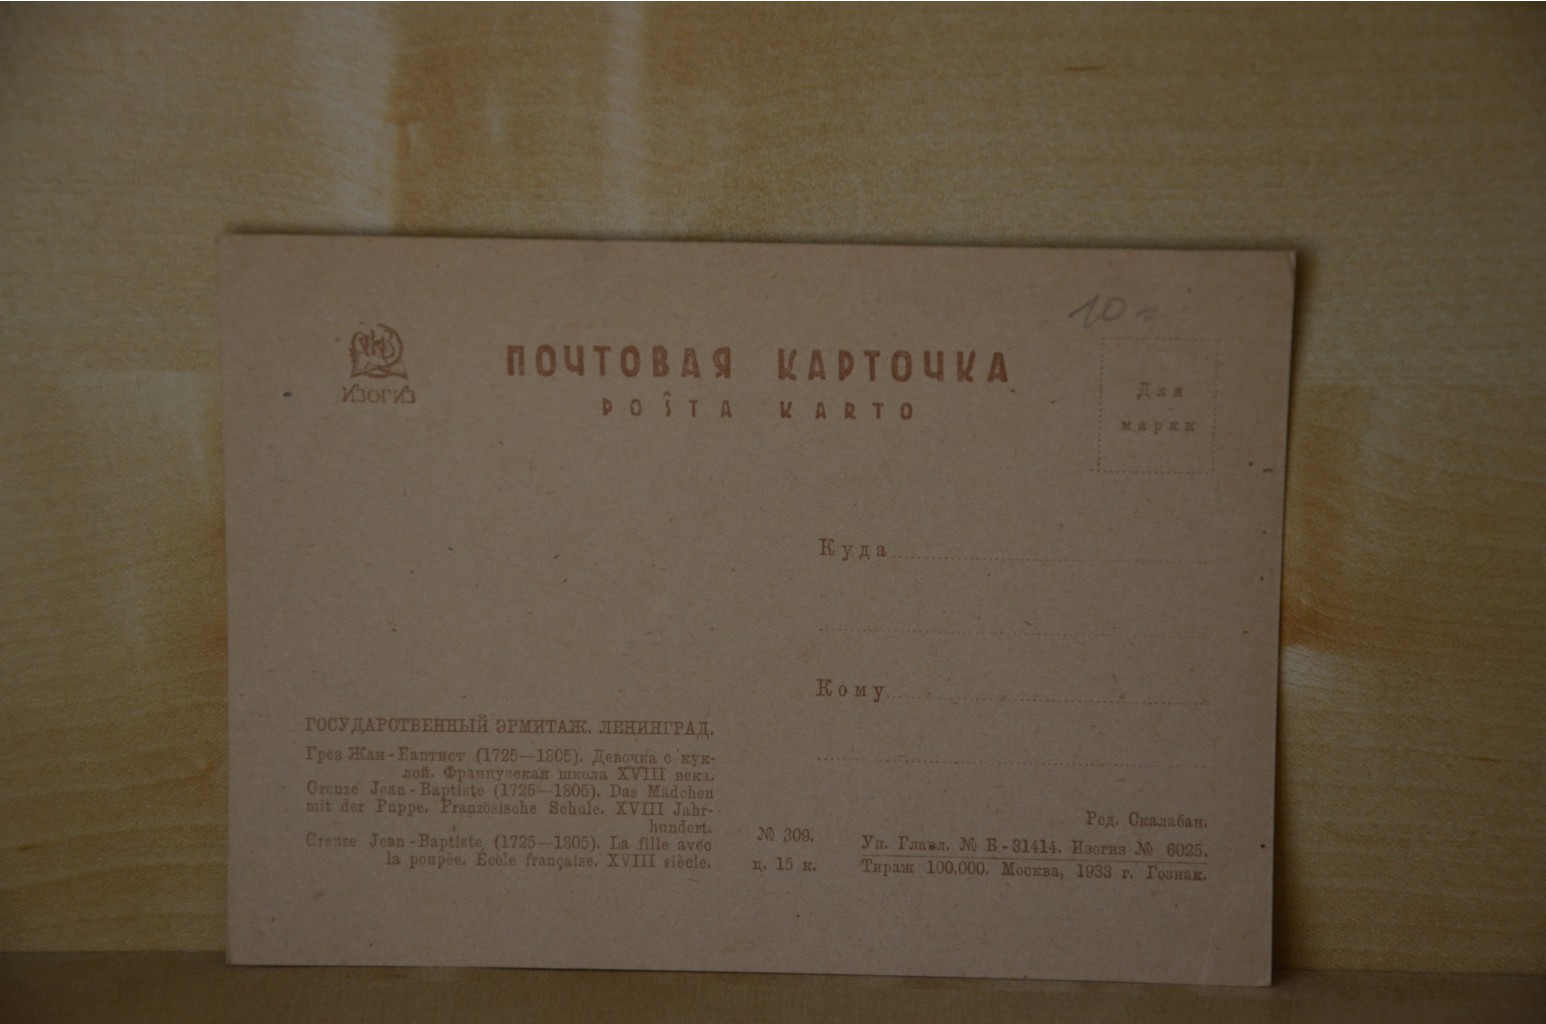 10 =
ИЗОГИЗ
ПОЧТОВАЯ КАРТОЧКА
POŜTA KARTO
Для
марки
Куда
Кому
ГОСУДАРСТВЕННЫЙ ЭРМИТАЖ. ЛЕНИНГРАД.
Грез Жан-Баптист (1725—1805). Девочка с кук-
лой. Французская школа XVIII века.
Greuze Jean-Baptiste (1725—1805). Das Mädchen
mit der Puppe. Französische Schule. XVIII Jahr-
hundert.
Greuze Jean-Baptiste (1725—1805). La fille avec
la poupée. École française. XVIII siècle.
№ 309.
ц. 15 к.
Ред. Скалабан.
Уп. Главл. № Б-31414. Изогиз № 6025.
Тираж 100.000. Москва, 1933 г. Гознак.